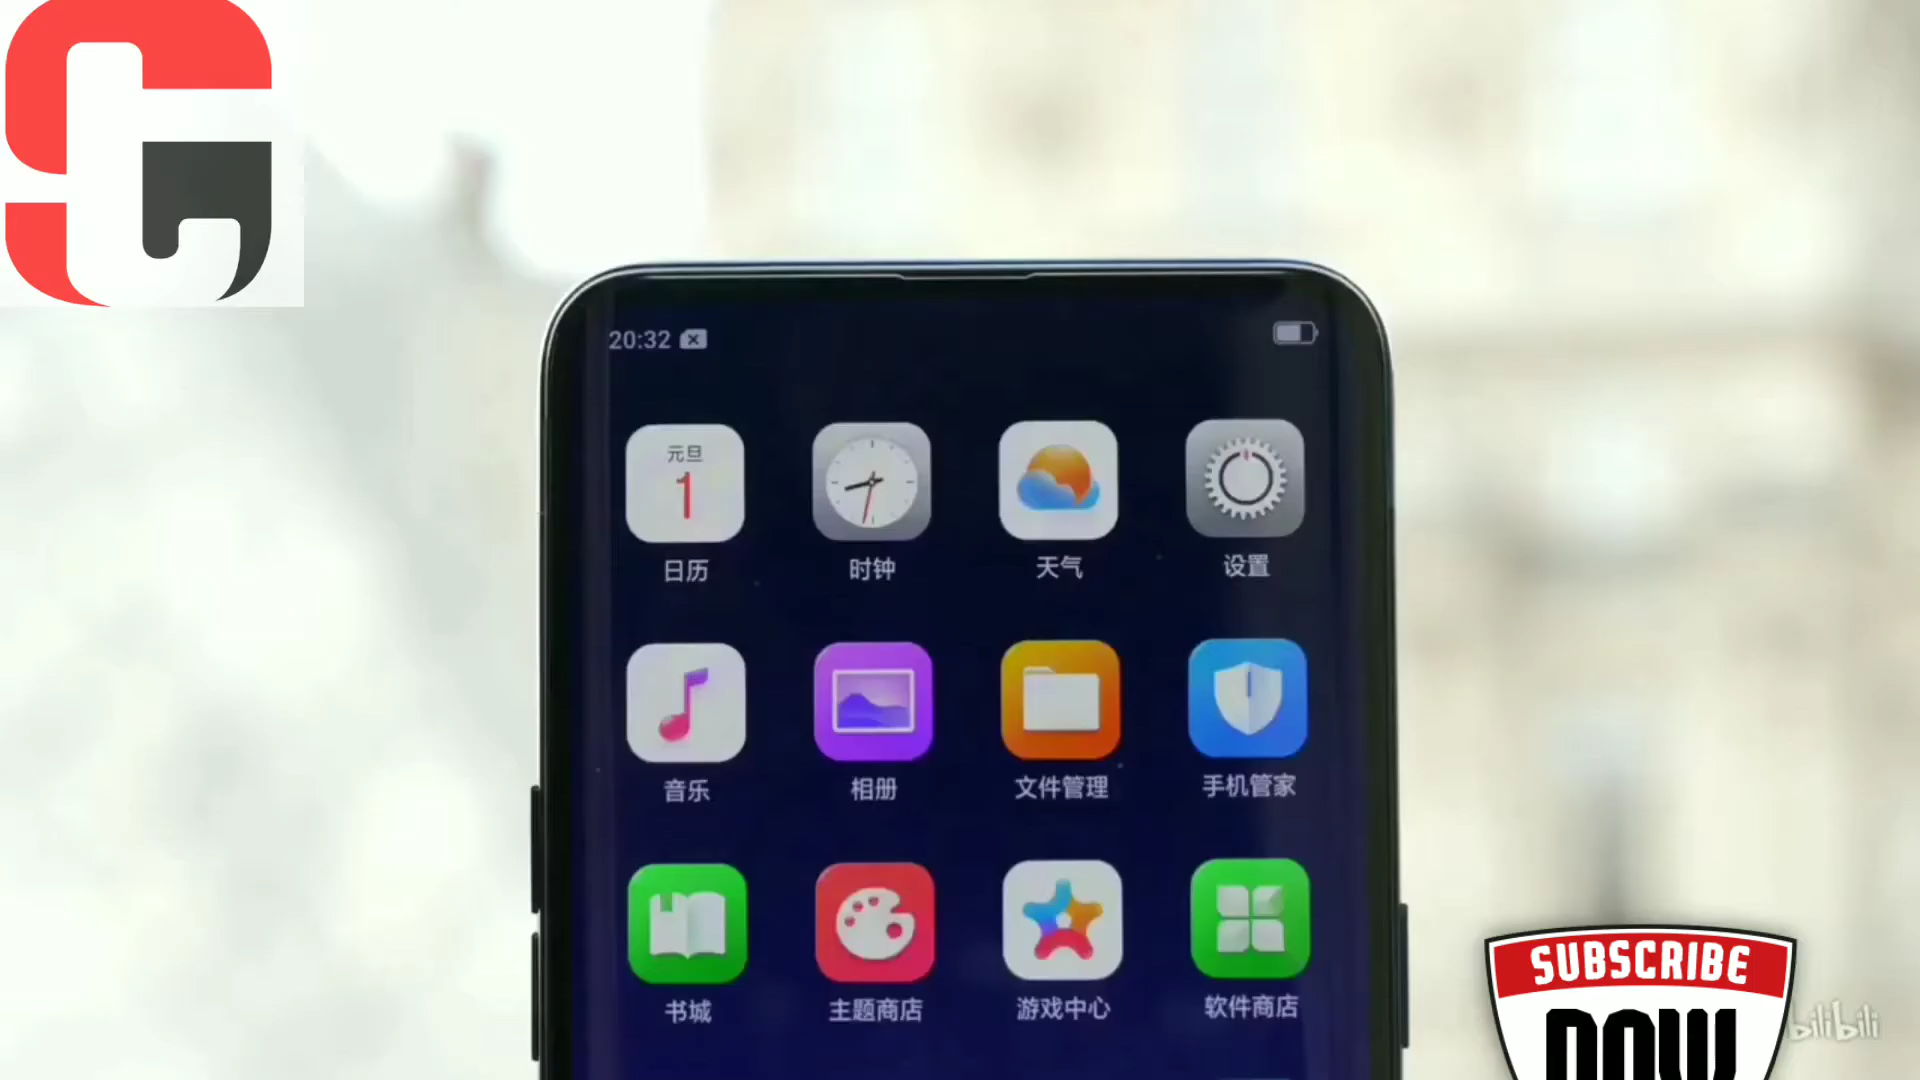 20:32
元旦
1
日历
时钟
天气
设置
音乐
相册
文件管理
手机管家
书城
主题商店
游戏中心
软件商店
SUBSCRIBE
NOW
bilibili